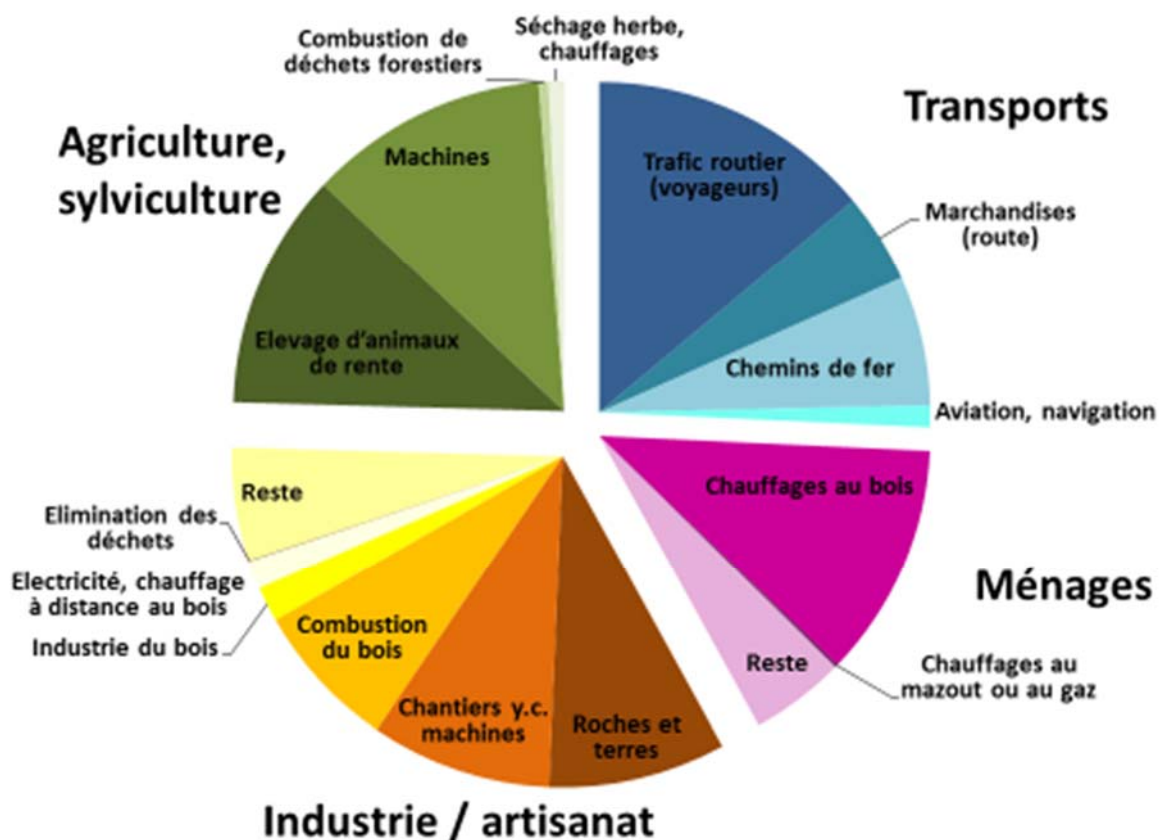 Combustion de
déchets forestiers
Séchage herbe,
chauffages
Agriculture,
sylviculture
Machines
Elevage d'animaux
de rente
Transports
Trafic routier
(voyageurs)
Marchandises
(route)
Chemins de fer
Aviation, navigation
Chauffages au bois
Ménages
Reste
Chauffages au
mazout ou au gaz
Reste
Elimination des
déchets
Electricité, chauffage
à distance au bois
Industrie du bois
Combustion
du bois
Chantiers y.c.
machines
Roches et
terres
Industrie / artisanat